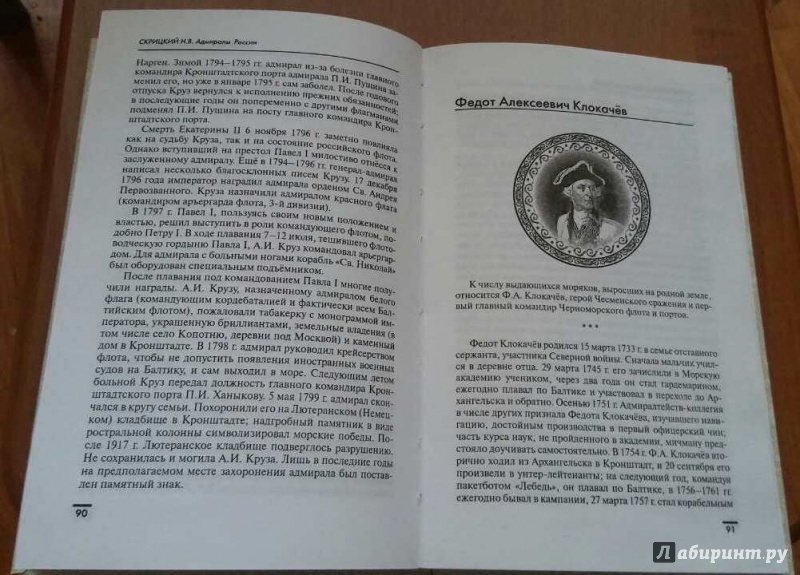 СКРИЦКИЙ Н.В. Адмиралы России
Нарген. Зимой 1794–1795 гг. адмирал из-за болезни главного
командира Кронштадтского порта адмирала П.И. Пущина за-
менил его, но уже в январе 1795 г. сам заболел. После годового
отпуска Круз вернулся к исполнению прежних обязанностей;
в последующие годы он попеременно с другими флагманами
подменял П.И. Пущина на посту главного командира Крон-
штадтского порта.
Смерть Екатерины II 6 ноября 1796 г. заметно повлияла
как на судьбу Круза, так и на состояние российского флота.
Однако вступивший на престол Павел I милостиво отнёсся к
заслуженному адмиралу. Ещё в 1794–1796 гг. генерал-адмирал
написал несколько благосклонных писем Крузу. 17 декабря
1796 года император наградил адмирала орденом Св. Андрея
Первозванного. Круза назначили адмиралом красного флага
(командиром арьергарда флота, 3-й дивизии).
В 1797 г. Павел I, пользуясь своим новым положением и
властью, решил выступить в роли командующего флотом, по-
добно Петру I. В ходе плавания 7–12 июля, тешившего флото-
водческую гордыню Павла I, А.И. Круз командовал арьергар-
дом. Для адмирала с больными ногами корабль «Св. Николай»
был оборудован специальным подъёмником.
После плавания под командованием Павла I многие полу-
чили награды. А.И. Крузу, назначенному адмиралом белого
флага (командующим кордебаталией и фактически всем Бал-
тийским флотом), пожаловали табакерку с монограммой им-
ператора, украшенную бриллиантами, земельные владения (в
том числе село Копотню, деревни под Москвой) и каменный
дом в Кронштадте. В 1798 г. адмирал руководил крейсерством
флота, чтобы не допустить появления иностранных военных
судов на Балтику, и сам выходил в море. Следующим летом
больной Круз передал должность главного командира Крон-
штадтского порта П.И. Ханыкову. 5 мая 1799 г. адмирал скон-
чался в кругу семьи. Похоронили его на Лютеранском (Немец-
ком) кладбище в Кронштадте; надгробный памятник в виде
ростральной колонны символизировал морские победы. По-
сле 1917 г. Лютеранское кладбище подверглось разрушению.
Не сохранилась и могила А.И. Круза. Лишь в последние годы
на предполагаемом месте захоронения адмирала был постав-
лен памятный знак.
90
Федот Алексеевич Клокачёв
К числу выдающихся моряков, выросших на родной земле,
относится Ф.А. Клокачёв, герой Чесменского сражения и пер-
вый главный командир Черноморского флота и портов.
* * *
Федот Клокачёв родился 15 марта 1733 г. в семье отставного
сержанта, участника Северной войны. Сначала мальчик учил-
ся в деревне отца. 29 марта 1745 г. его зачислили в Морскую
академию учеником, через два года он стал гардемарином,
ежегодно плавал по Балтике и участвовал в переходе до Ар-
хангельска и обратно. Осенью 1751 г. Адмиралтейств-коллегия
в числе других признала Федота Клокачёва, изучавшего нави-
гацию, достойным производства в первый офицерский чин;
часть курса наук, не пройденного в академии, мичману пред-
стояло доучивать самостоятельно. В 1754 г. Ф.А. Клокачёв вто-
рично ходил из Архангельска в Кронштадт, 20 сентября его
произвели в унтер-лейтенанты; на следующий год, командуя
пакетботом «Лебедь», он плавал по Балтике, в 1756–1761 гг.
ежегодно бывал в кампании, 27 марта 1757 г. стал корабельным
91
Лабиринт.ру